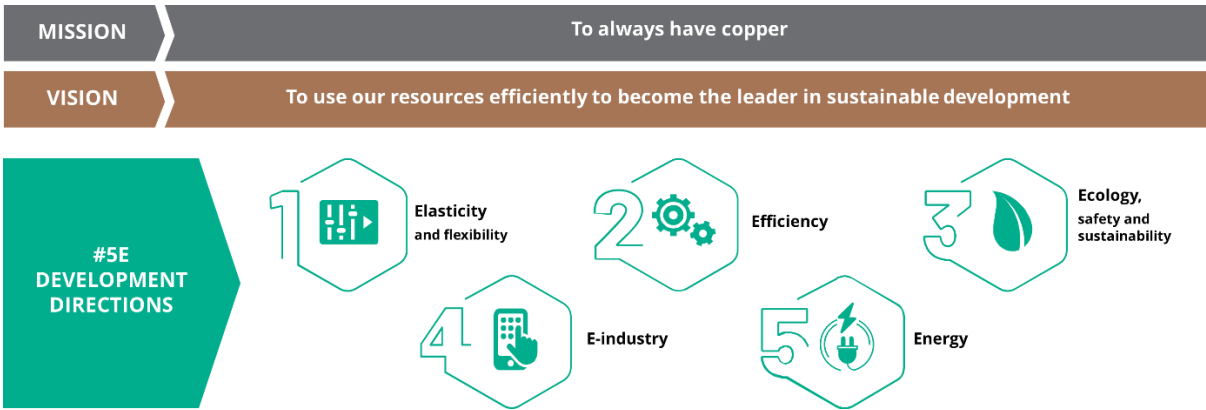 MISSION
To always have copper
VISION
To use our resources efficiently to become the leader in sustainable development
#5E
DEVELOPMENT
DIRECTIONS
1
Elasticity
and flexibility
2
Efficiency
3
Ecology,
safety and
sustainability
4
E-industry
5
Energy